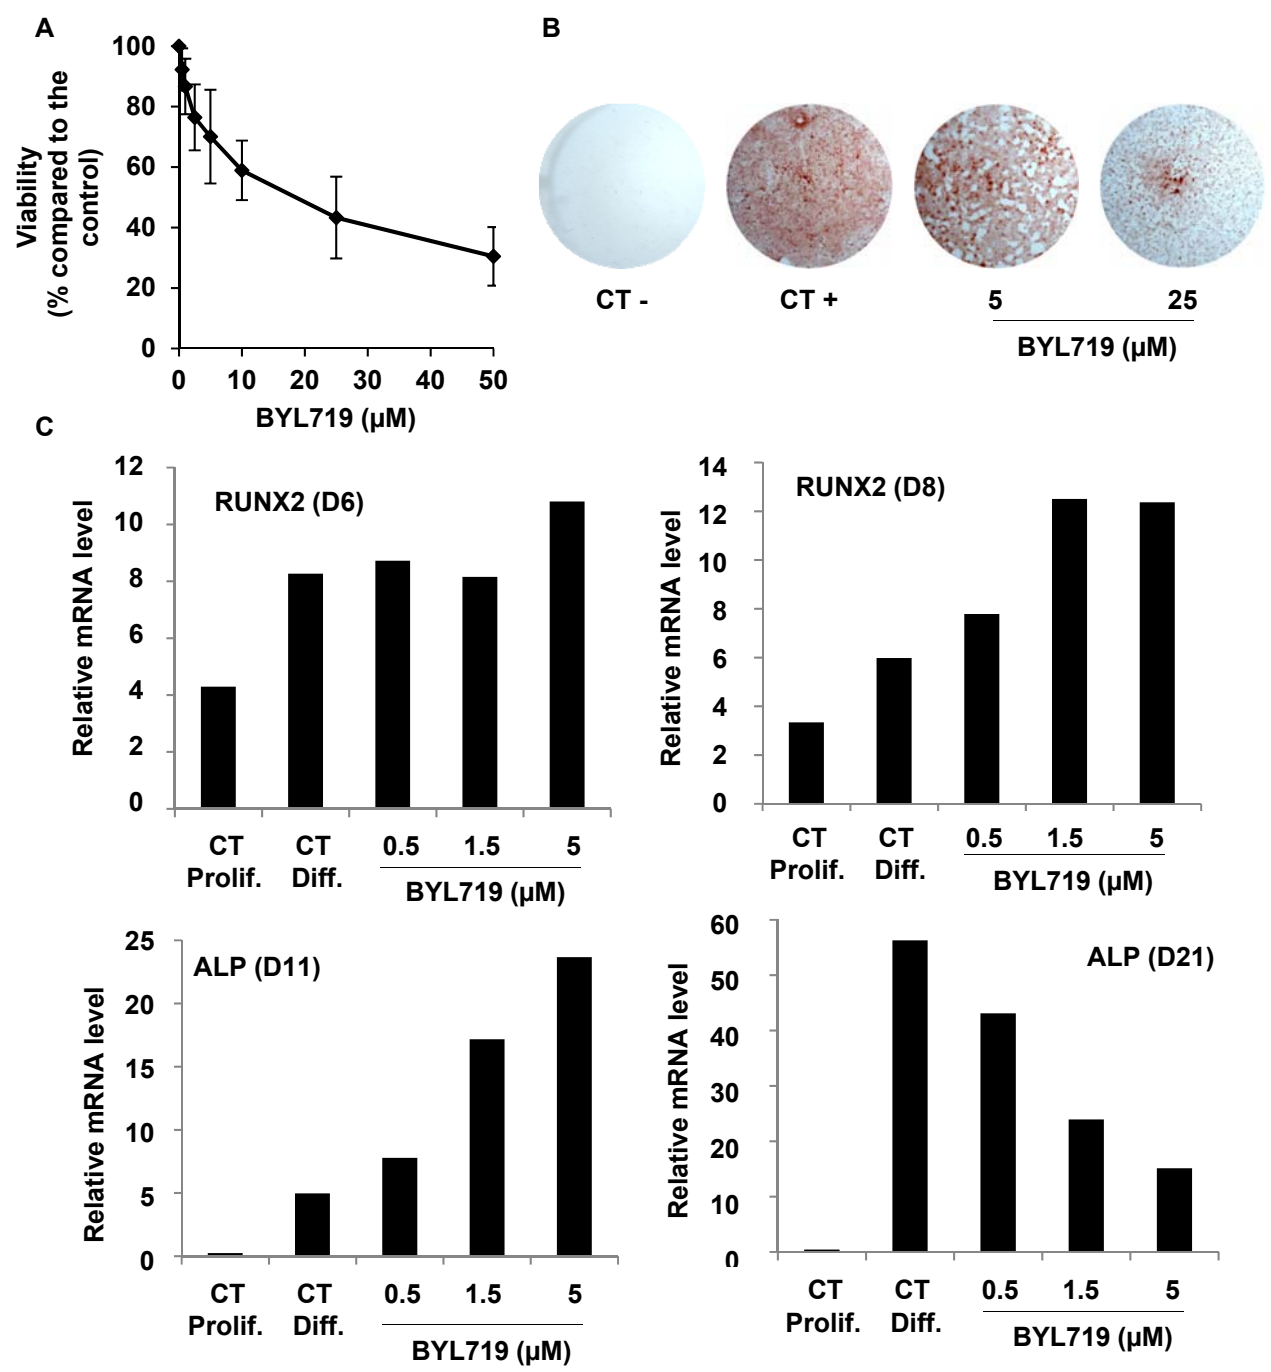 A
Viability
(% compared to the
control)
100
80
60
40
20
0
0 10 20 30 40 50
BYL719 (µM)
B
CT -
CT +
5 25
BYL719 (µM)
C
Relative mRNA level
12
10
8
6
4
2
0
RUNX2 (D6)
CT
Prolif.
CT
Diff.
0.5 1.5 5
BYL719 (µM)
Relative mRNA level
14
12
10
8
6
4
2
0
RUNX2 (D8)
CT
Prolif.
CT
Diff.
0.5 1.5 5
BYL719 (µM)
Relative mRNA level
25
20
15
10
5
0
ALP (D11)
CT
Prolif.
CT
Diff.
0.5 1.5 5
BYL719 (µM)
Relative mRNA level
60
50
40
30
20
10
0
ALP (D21)
CT
Prolif.
CT
Diff.
0.5 1.5 5
BYL719 (µM)